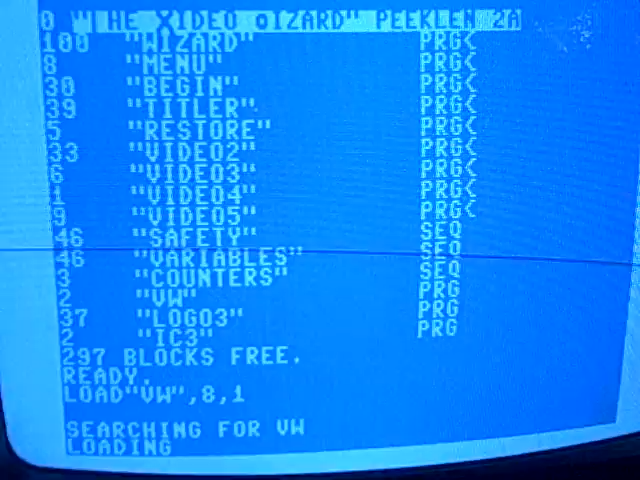 0 "THE VIDEO WIZARD" PEEKLEN 2A
100 "WIZARD" PRG<
8 "MENU" PRG<
30 "BEGIN" PRG<
39 "TITLER" PRG<
5 "RESTORE" PRG<
33 "VIDEO2" PRG<
6 "VIDEO3" PRG<
1 "VIDEO4" PRG<
9 "VIDEO5" PRG<
46 "SAFETY" SEQ
46 "VARIABLES" SEQ
3 "COUNTERS" SEQ
2 "VW" PRG
37 "LOGO3" PRG
2 "IC3" PRG
297 BLOCKS FREE.
READY.
LOAD"VW",8,1
SEARCHING FOR VW
LOADING